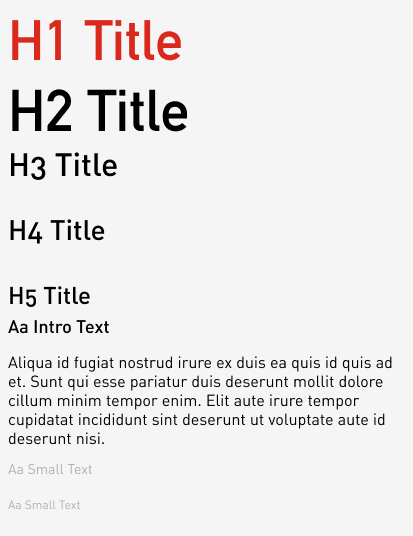 H1 Title
H2 Title
H3 Title
H4 Title
H5 Title
Aa Intro Text
Aliqua id fugiat nostrud irure ex duis ea quis id quis ad
et. Sunt qui esse pariatur duis deserunt mollit dolore
cillum minim tempor enim. Elit aute irure tempor
cupidatat incididunt sint deserunt ut voluptate aute id
deserunt nisi.
Aa Small Text
Aa Small Text